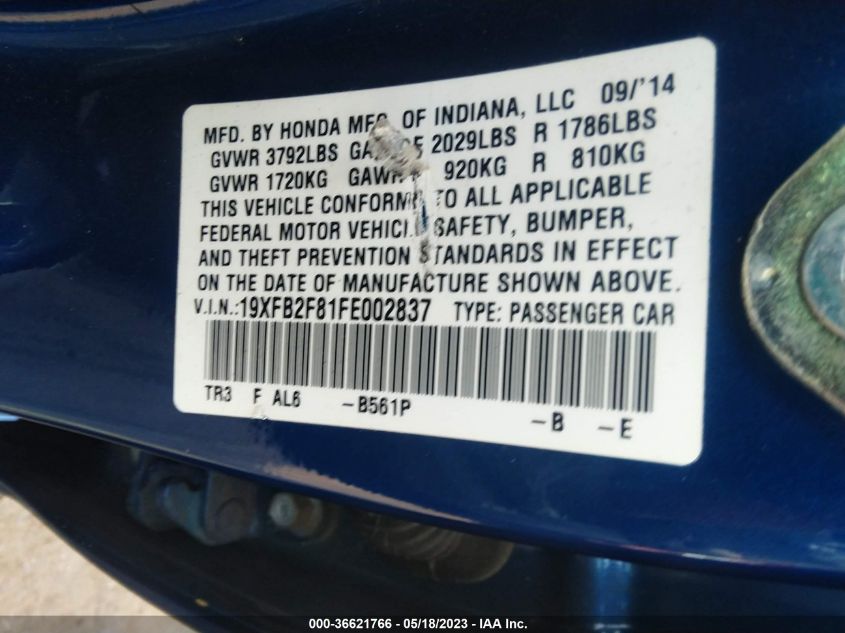 MFD. BY HONDA MFG. OF INDIANA, LLC 09/'14
GVWR 3792LBS 2029LBS R 1786LBS
GVWR 1720KG GAWR 920KG R 810KG
THIS VEHICLE CONFORMS TO ALL APPLICABLE
FEDERAL MOTOR VEHICLE SAFETY, BUMPER,
AND THEFT PREVENTION STANDARDS IN EFFECT
ON THE DATE OF MANUFACTURE SHOWN ABOVE.
V.I.N.:19XFB2F81FE002837 TYPE: PASSENGER CAR
TR3 F AL6 -B561P -B -E
000-36621766 - 05/18/2023 - IAA Inc.